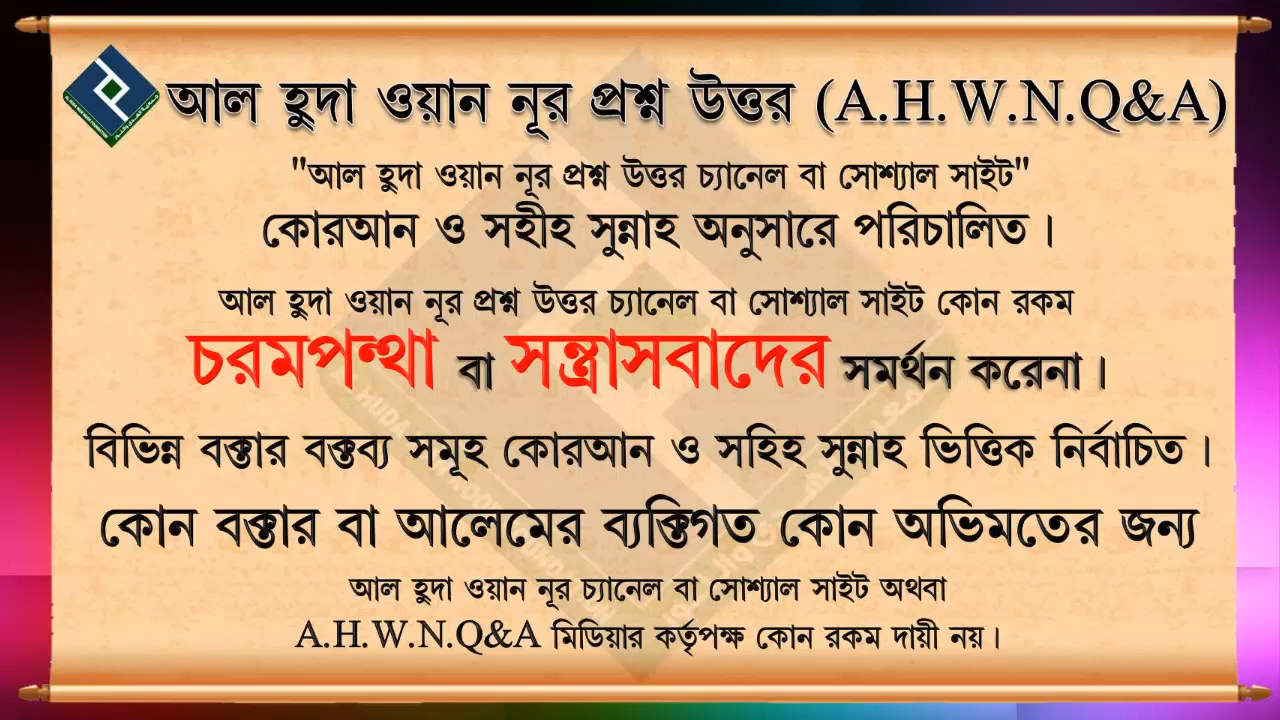 আল হুদা ওয়ান নূর প্রশ্ন উত্তর (A.H.W.N.Q&A)
"আল হুদা ওয়ান নূর প্রশ্ন উত্তর চ্যানেল বা সোশ্যাল সাইট"
কোরআন ও সহীহ সুন্নাহ অনুসারে পরিচালিত।
আল হুদা ওয়ান নূর প্রশ্ন উত্তর চ্যানেল বা সোশ্যাল সাইট কোন রকম
চরমপন্থা বা সন্ত্রাসবাদের সমর্থন করেনা।
বিভিন্ন বক্তার বক্তব্য সমূহ কোরআন ও সহিহ সুন্নাহ ভিত্তিক নির্বাচিত।
কোন বক্তার বা আলেমের ব্যক্তিগত কোন অভিমতের জন্য
আল হুদা ওয়ান নূর চ্যানেল বা সোশ্যাল সাইট অথবা
A.H.W.N.Q&A মিডিয়ার কর্তৃপক্ষ কোন রকম দায়ী নয়।